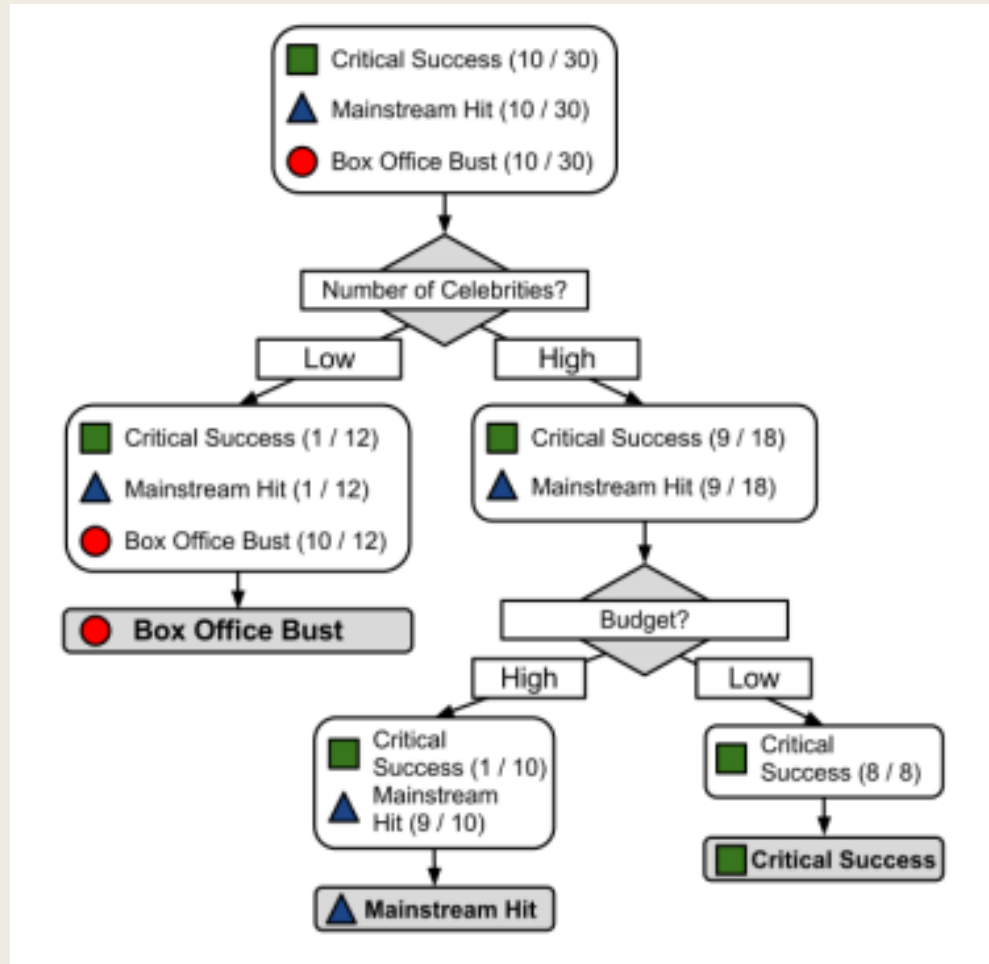 Critical Success (10 / 30)
Mainstream Hit (10 / 30)
Box Office Bust (10 / 30)
Number of Celebrities?
Low
High
Critical Success (1 / 12)
Mainstream Hit (1 / 12)
Box Office Bust (10 / 12)
Box Office Bust
Critical Success (9 / 18)
Mainstream Hit (9 / 18)
Budget?
High
Low
Critical
Success (1 / 10)
Mainstream
Hit (9 / 10)
Mainstream Hit
Critical
Success (8 / 8)
Critical Success